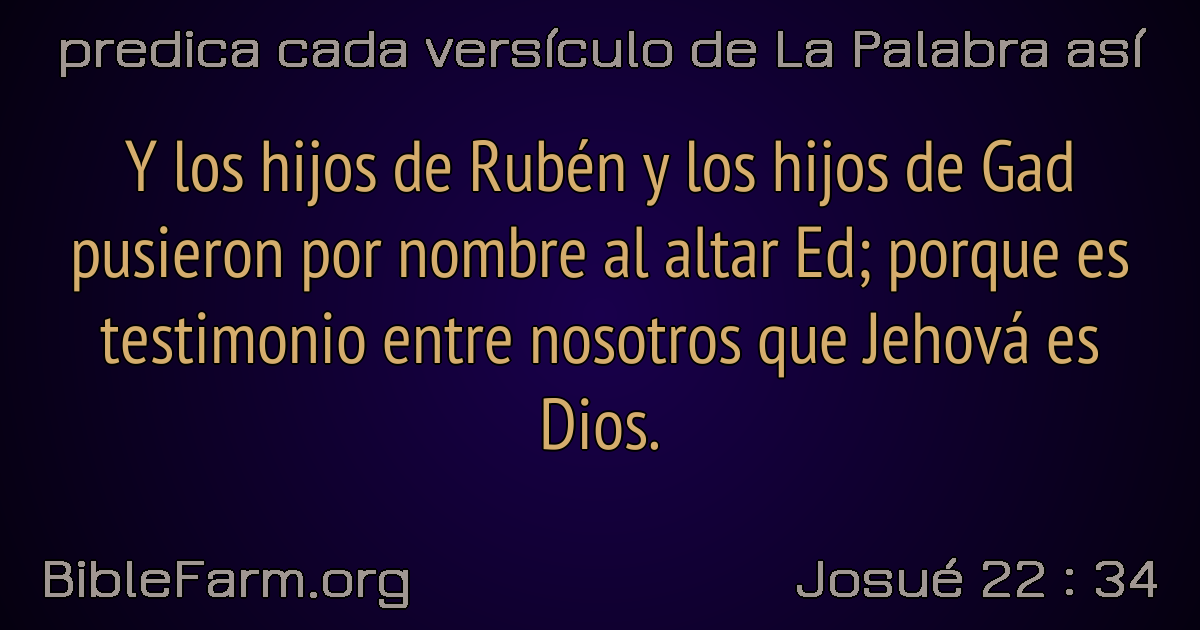 predica cada versículo de La Palabra así
Y los hijos de Rubén y los hijos de Gad
pusieron por nombre al altar Ed; porque es
testimonio entre nosotros que Jehová es
Dios.
BibleFarm.org
Josué 22 : 34